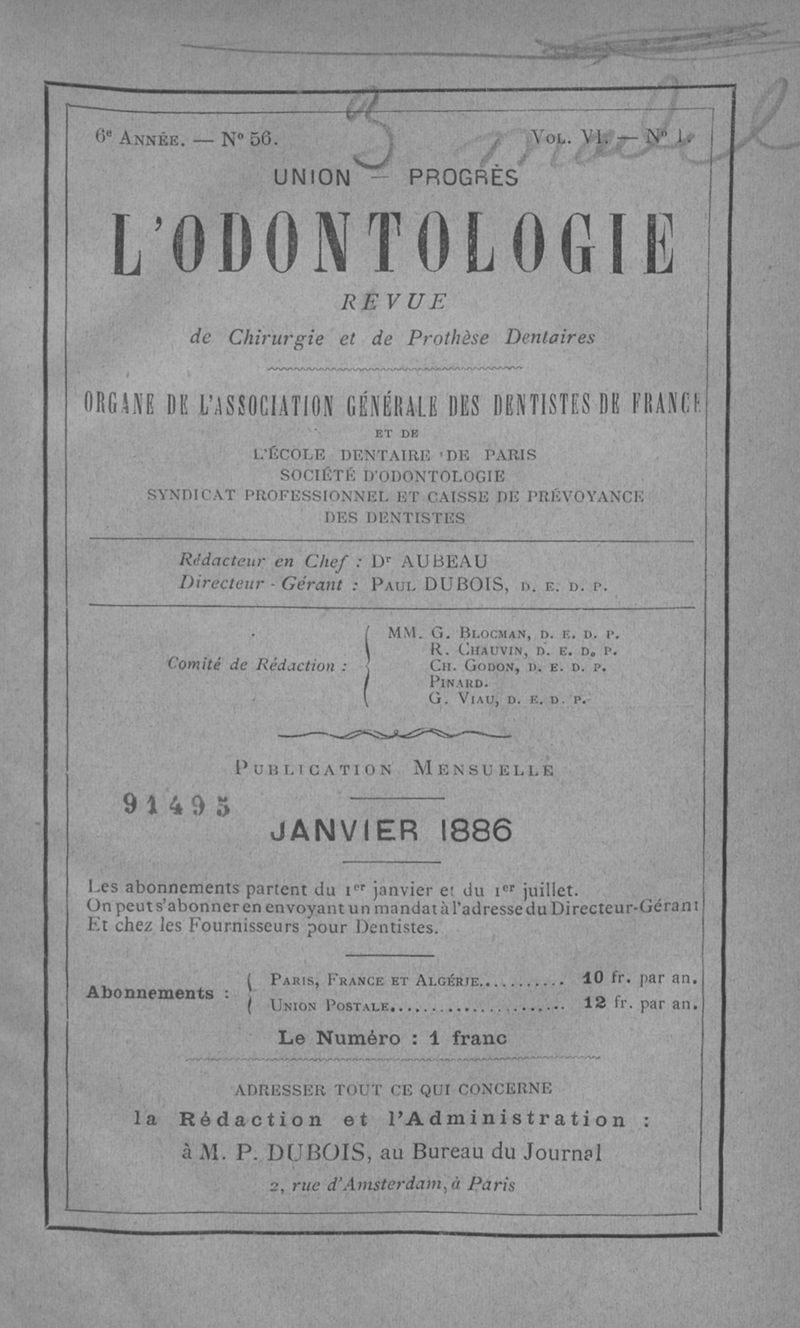 6e ANNÉE. — No 56.
VOL. VI. — No 1.
UNION — PROGRÈS
L'ODONTOLOGIE
REVUE
de Chirurgie et de Prothèse Dentaires
ORGANE DE L'ASSOCIATION GÉNÉRALE DES DENTISTES DE FRANCE
ET DE
L'ÉCOLE DENTAIRE DE PARIS
SOCIÉTÉ D'ODONTOLOGIE
SYNDICAT PROFESSIONNEL ET CAISSE DE PRÉVOYANCE
DES DENTISTES
Rédacteur en Chef : Dr AUBEAU
Directeur - Gérant : PAUL DUBOIS, D. E. D. P.
Comité de Rédaction :
MM. G. BLOCMAN, D. E. D. P.
R. CHAUVIN, D. E. D. P.
CH. GODON, D. E. D. P.
PINARD.
G. VIAU, D. E. D. P.
PUBLICATION MENSUELLE
91495
JANVIER 1886
Les abonnements partent du 1er janvier et du 1er juillet.
On peut s'abonner en envoyant un mandat à l'adresse du Directeur-Gérant
Et chez les Fournisseurs pour Dentistes.
Abonnements :
PARIS, FRANCE ET ALGÉRIE........... 10 fr. par an.
UNION POSTALE...................... 12 fr. par an.
Le Numéro : 1 franc
ADRESSER TOUT CE QUI CONCERNE
la Rédaction et l'Administration :
à M. P. DUBOIS, au Bureau du Journal
2, rue d'Amsterdam, à Paris